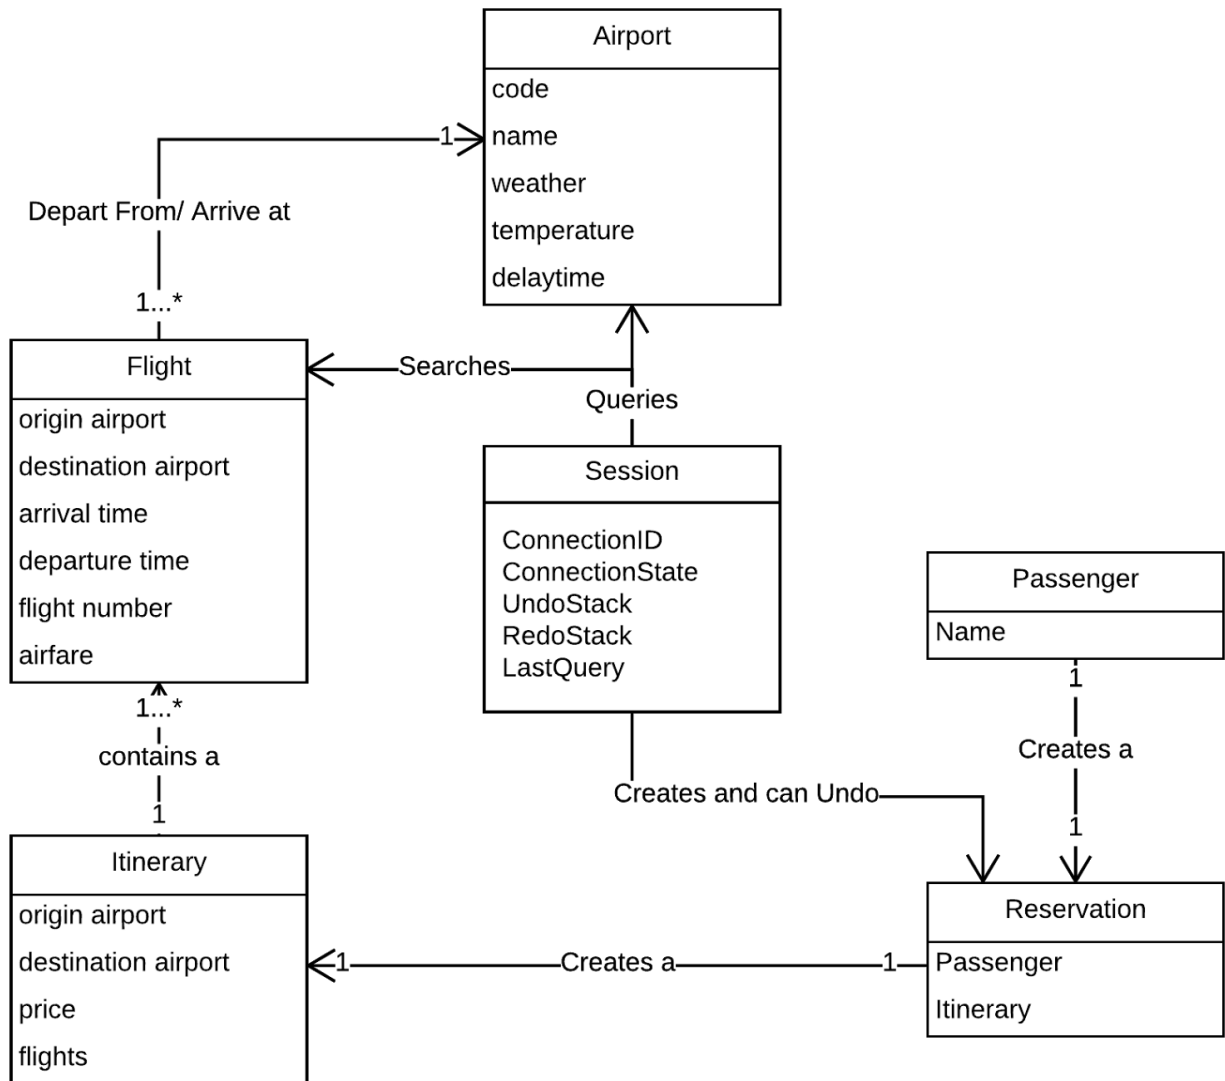 Airport
code
name
weather
temperature
delaytime
1
Depart From/ Arrive at
1...*
Flight
origin airport
destination airport
arrival time
departure time
flight number
airfare
Searches
Queries
Session
ConnectionID
ConnectionState
UndoStack
RedoStack
LastQuery
Passenger
Name
1
Creates a
1
Creates and can Undo
1...*
contains a
1
Itinerary
origin airport
destination airport
price
flights
1
Creates a
1
Reservation
Passenger
Itinerary